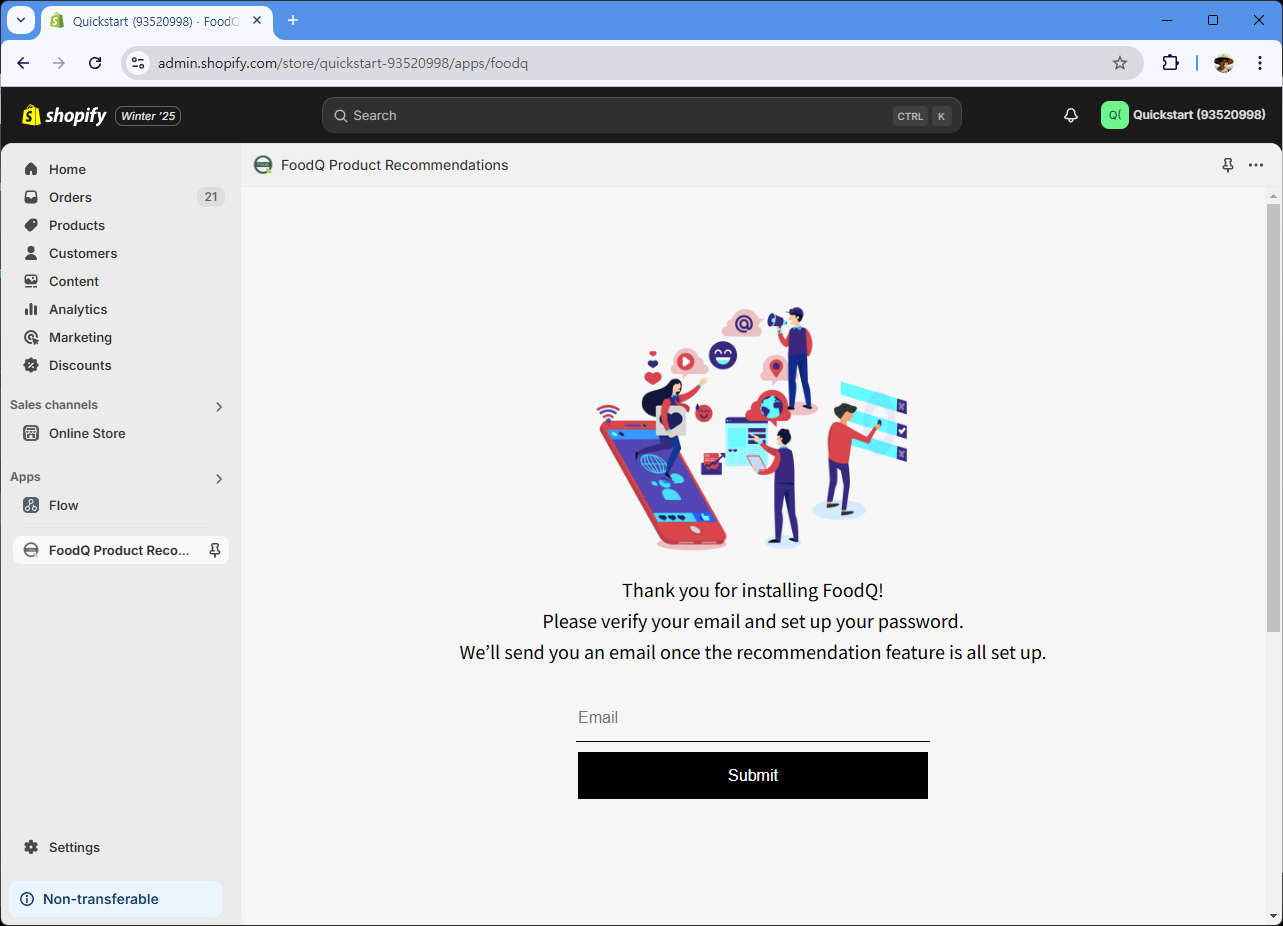 Quickstart (93520998) · FoodQ
admin.shopify.com/store/quickstart-93520998/apps/foodq
shopify Winter '25
Search CTRL K
Q( Quickstart (93520998)
Home
Orders 21
Products
Customers
Content
Analytics
Marketing
Discounts
Sales channels
Online Store
Apps
Flow
FoodQ Product Reco...
Settings
Non-transferable
FoodQ Product Recommendations
@
Thank you for installing FoodQ!
Please verify your email and set up your password.
We’ll send you an email once the recommendation feature is all set up.
Email
Submit